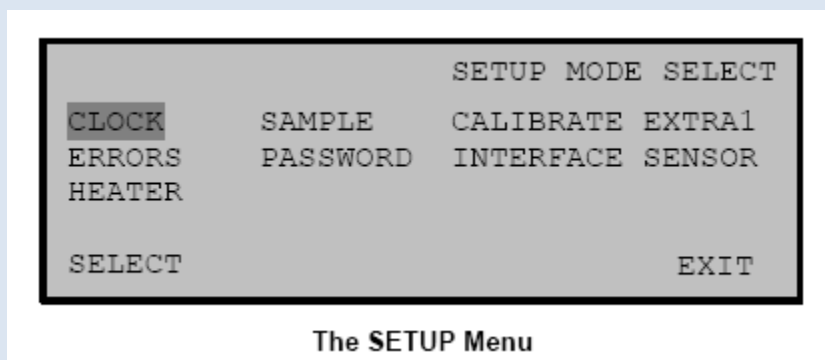 SETUP MODE SELECT
CLOCK SAMPLE CALIBRATE EXTRA1
ERRORS PASSWORD INTERFACE SENSOR
HEATER
SELECT EXIT
The SETUP Menu